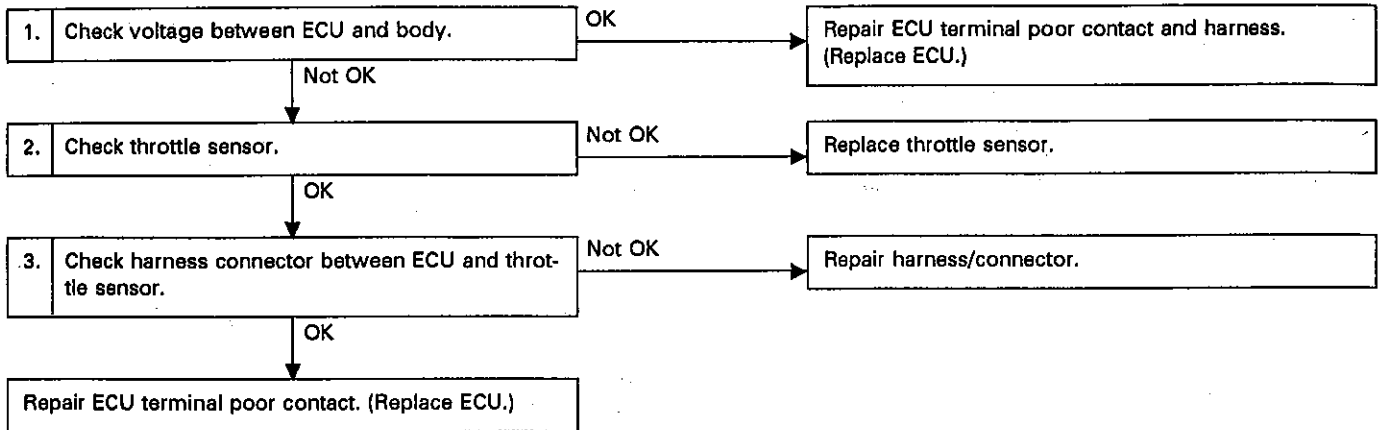 1. Check voltage between ECU and body.
OK
Repair ECU terminal poor contact and harness.
(Replace ECU.)
Not OK
2. Check throttle sensor.
Not OK
Replace throttle sensor.
OK
3. Check harness connector between ECU and throt-
tle sensor.
Not OK
Repair harness/connector.
OK
Repair ECU terminal poor contact. (Replace ECU.)